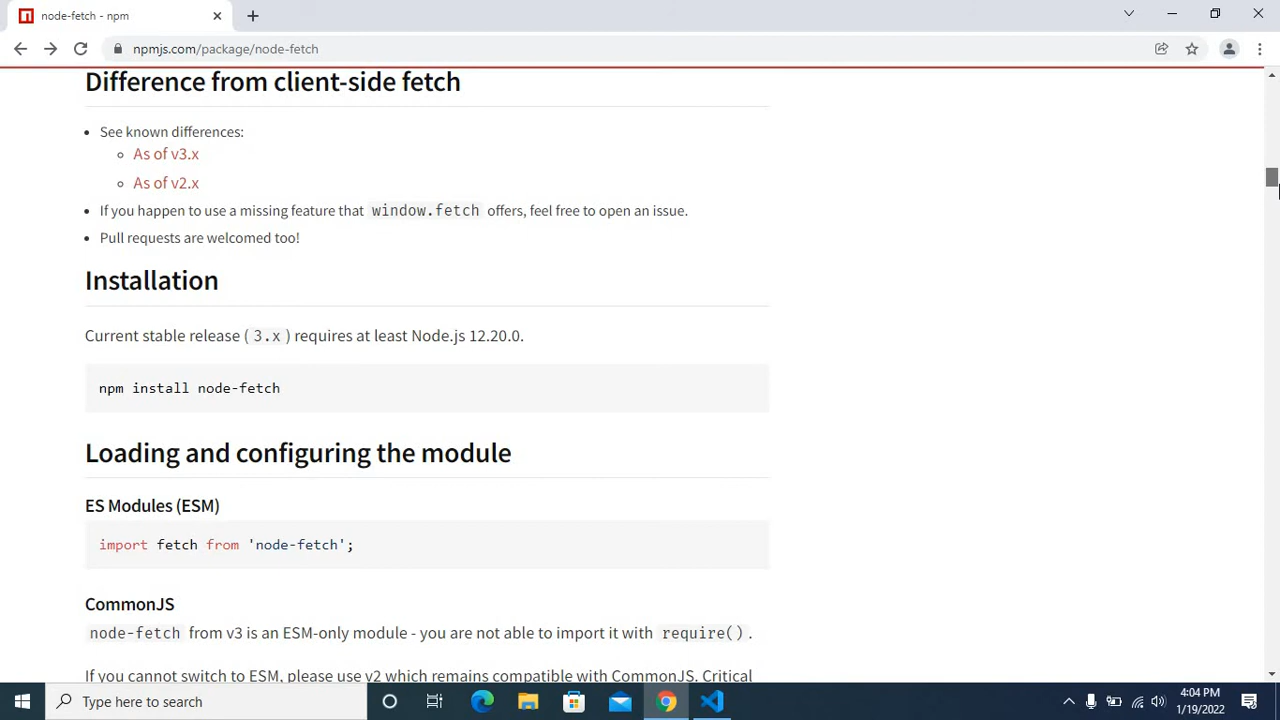 node-fetch - npm
npmjs.com/package/node-fetch
Difference from client-side fetch
See known differences:
As of v3.x
As of v2.x
If you happen to use a missing feature that window.fetch offers, feel free to open an issue.
Pull requests are welcomed too!
Installation
Current stable release ( 3.x ) requires at least Node.js 12.20.0.
npm install node-fetch
Loading and configuring the module
ES Modules (ESM)
import fetch from 'node-fetch';
CommonJS
node-fetch from v3 is an ESM-only module - you are not able to import it with require() .
If you cannot switch to ESM, please use v2 which remains compatible with CommonJS. Critical
Type here to search
4:04 PM
1/19/2022